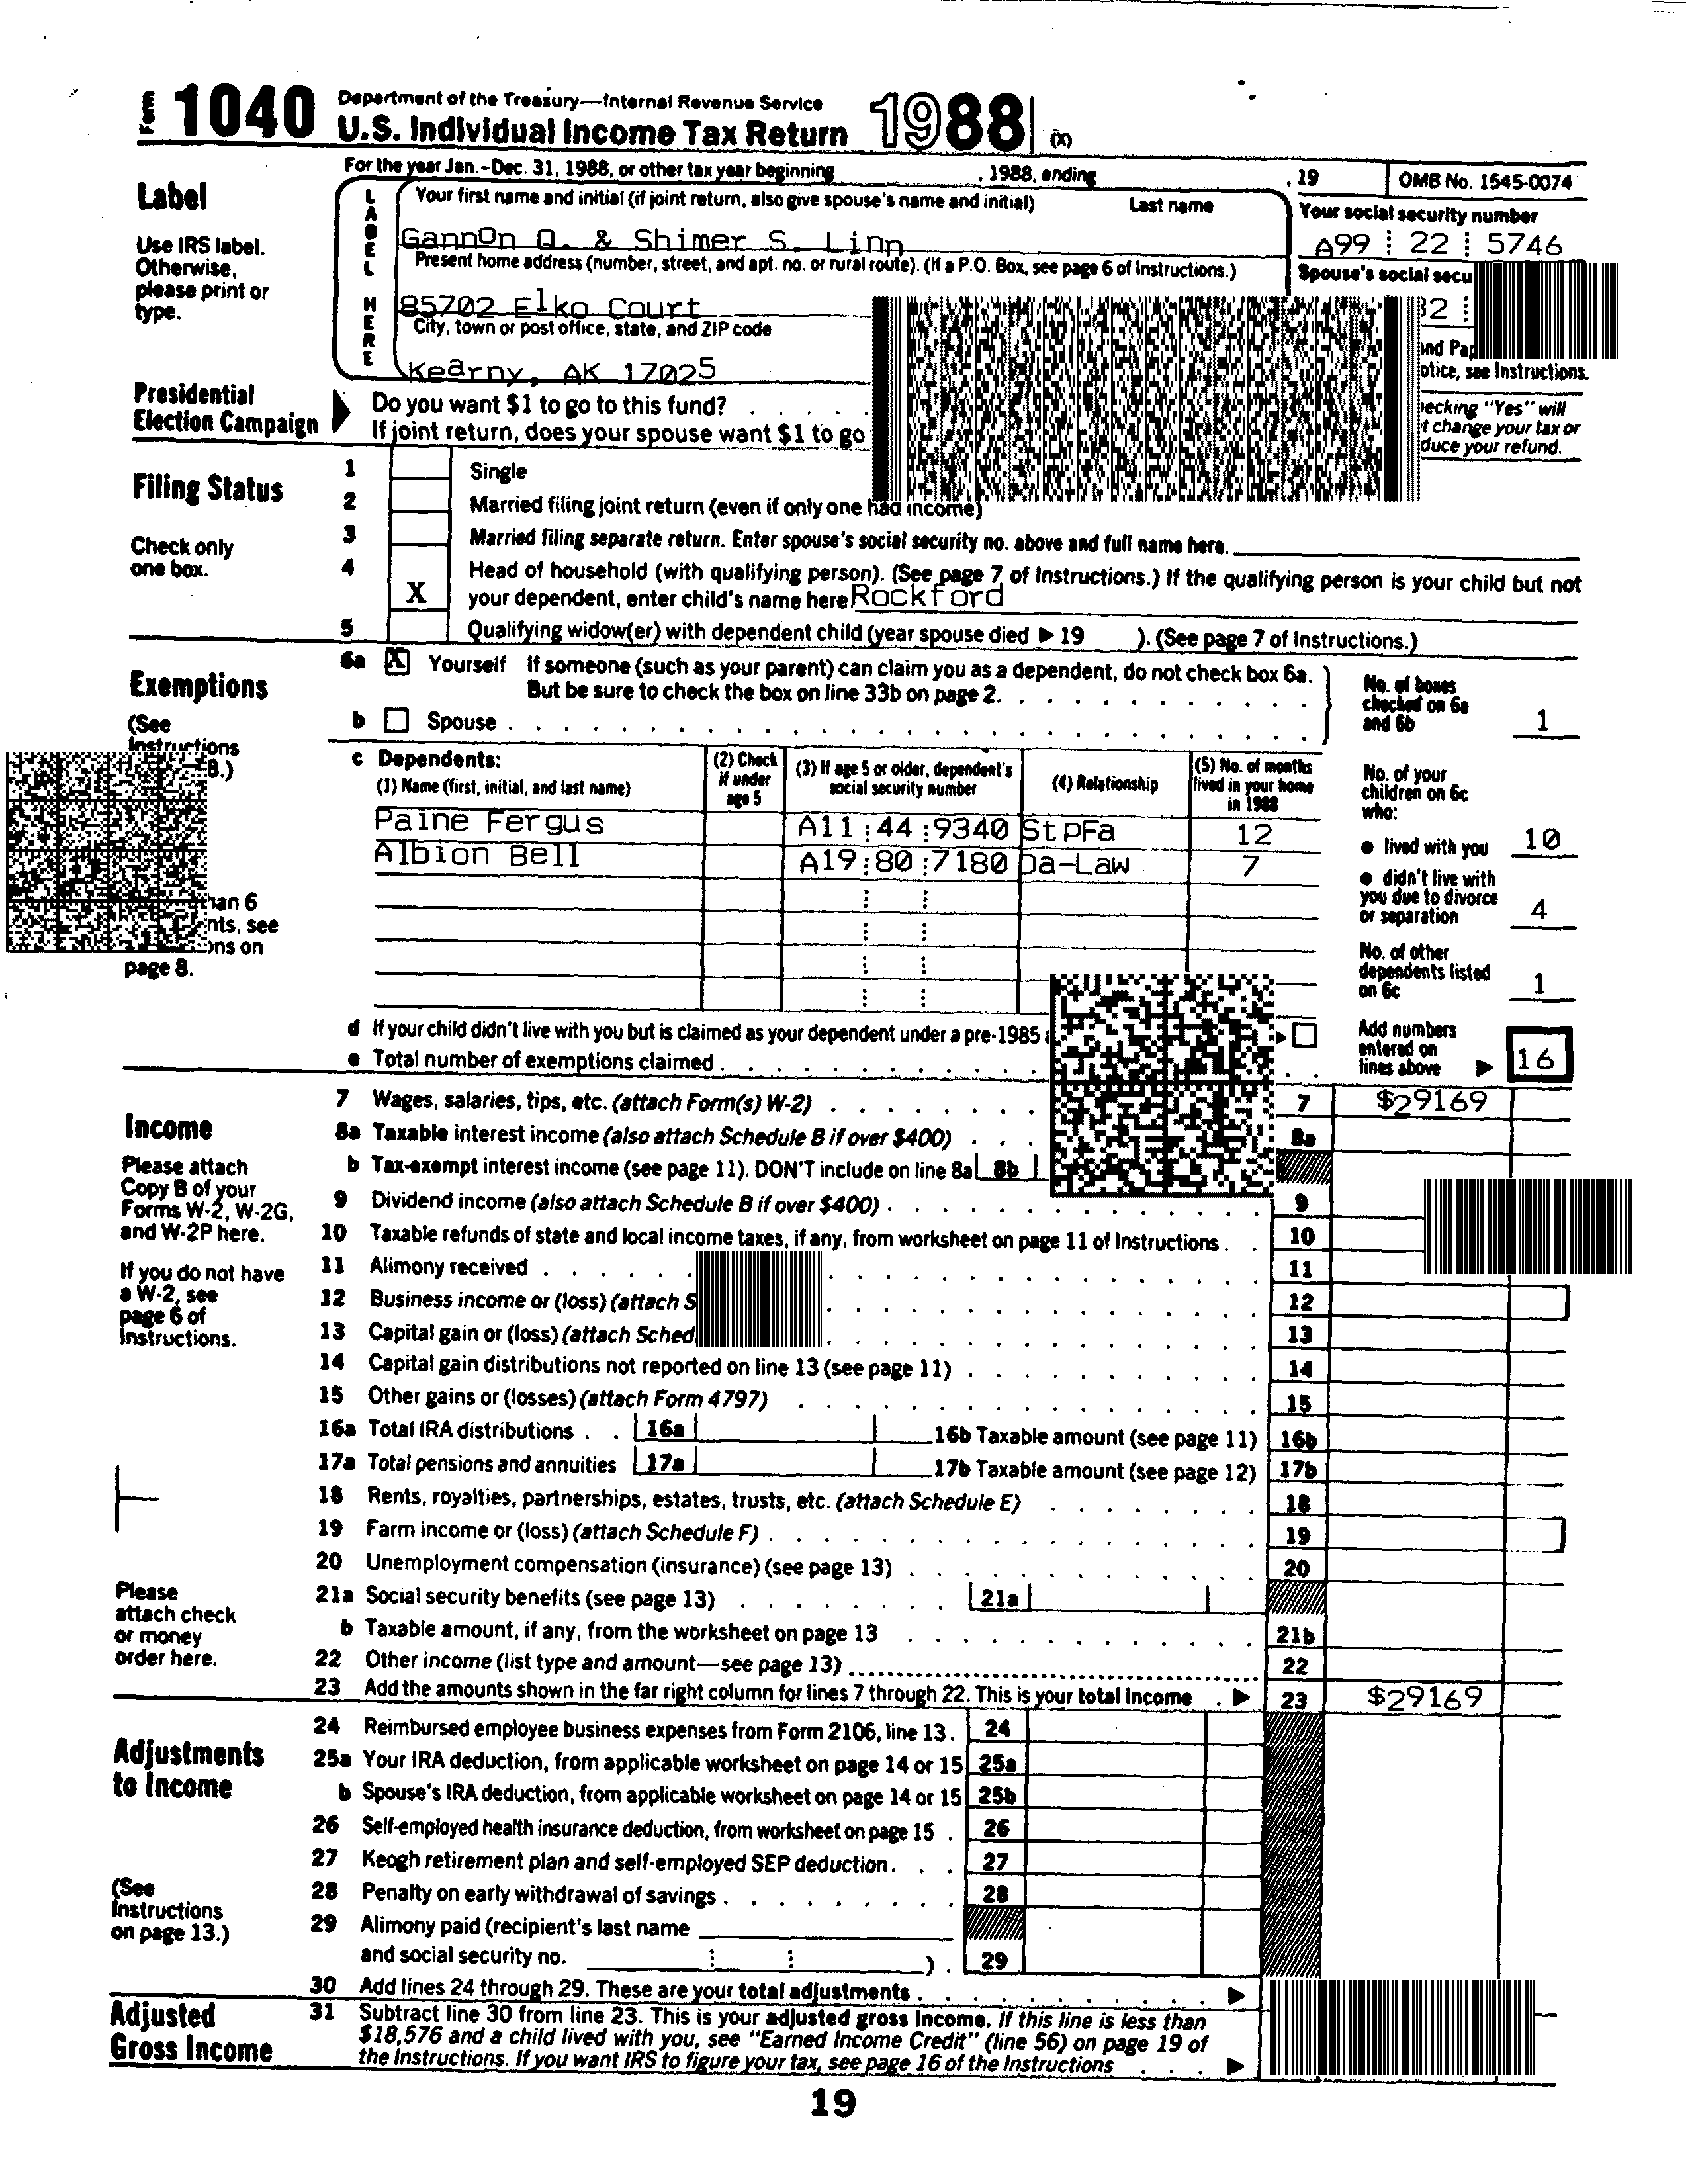 Form 1040 Department of the Treasury—Internal Revenue Service
U.S. Individual Income Tax Return 1988 (X)
For the year Jan.-Dec. 31, 1988, or other tax year beginning , 1988, ending , 19 OMB No. 1545-0074
Label
Use IRS label.
Otherwise,
please print or
type.
LABEL HERE
Your first name and initial (if joint return, also give spouse's name and initial) Last name
Gannon Q. & Shimer S. Linn
Your social security number
A99 22 5746
Present home address (number, street, and apt. no. or rural route). (If a P.O. Box, see page 6 of Instructions.)
85702 Elko Court
Spouse's social
City, town or post office, state, and ZIP code
Kearny, AK 17025
see Instructions.
Presidential
Election Campaign
Do you want $1 to go to this fund?
If joint return, does your spouse want $1 to go
"Yes" will
change your tax or
your refund.
Filing Status
Check only
one box.
1 Single
2 Married filing joint return (even if only one had income)
3 Married filing separate return. Enter spouse's social security no. above and full name here.
4 X Head of household (with qualifying person). (See page 7 of Instructions.) If the qualifying person is your child but not
your dependent, enter child's name here Rockford
5 Qualifying widow(er) with dependent child (year spouse died ▶ 19 ). (See page 7 of Instructions.)
Exemptions
(See
Instructions
8.)
6a X Yourself If someone (such as your parent) can claim you as a dependent, do not check box 6a.
But be sure to check the box on line 33b on page 2.
b Spouse
No. of boxes
checked on 6a
and 6b 1
c Dependents:
(1) Name (first, initial, and last name)
(2) Check
if under
age 5
(3) If age 5 or older, dependent's
social security number
(4) Relationship
(5) No. of months
lived in your home
in 1988
Paine Fergus A11 44 9340 StpFa 12
Albion Bell A19 80 7180 Da-Law 7
No. of your
children on 6c
who:
● lived with you 10
● didn't live with
you due to divorce
or separation 4
No. of other
dependents listed
on 6c 1
than 6
see
on
page 8.
d If your child didn't live with you but is claimed as your dependent under a pre-1985
e Total number of exemptions claimed
Add numbers
entered on
lines above ▶ 16
Income
Please attach
Copy B of your
Forms W-2, W-2G,
and W-2P here.
If you do not have
a W-2, see
page 6 of
Instructions.
Please
attach check
or money
order here.
7 Wages, salaries, tips, etc. (attach Form(s) W-2) 7 $29169
8a Taxable interest income (also attach Schedule B if over $400) 8a
b Tax-exempt interest income (see page 11). DON'T include on line 8a 8b
9 Dividend income (also attach Schedule B if over $400) 9
10 Taxable refunds of state and local income taxes, if any, from worksheet on page 11 of Instructions 10
11 Alimony received 11
12 Business income or (loss) (attach 12
13 Capital gain or (loss) (attach 13
14 Capital gain distributions not reported on line 13 (see page 11) 14
15 Other gains or (losses) (attach Form 4797) 15
16a Total IRA distributions 16a 16b Taxable amount (see page 11) 16b
17a Total pensions and annuities 17a 17b Taxable amount (see page 12) 17b
18 Rents, royalties, partnerships, estates, trusts, etc. (attach Schedule E) 18
19 Farm income or (loss) (attach Schedule F) 19
20 Unemployment compensation (insurance) (see page 13) 20
21a Social security benefits (see page 13) 21a
b Taxable amount, if any, from the worksheet on page 13 21b
22 Other income (list type and amount—see page 13) 22
23 Add the amounts shown in the far right column for lines 7 through 22. This is your total income ▶ 23 $29169
Adjustments
to Income
(See
Instructions
on page 13.)
24 Reimbursed employee business expenses from Form 2106, line 13. 24
25a Your IRA deduction, from applicable worksheet on page 14 or 15 25a
b Spouse's IRA deduction, from applicable worksheet on page 14 or 15 25b
26 Self-employed health insurance deduction, from worksheet on page 15 26
27 Keogh retirement plan and self-employed SEP deduction 27
28 Penalty on early withdrawal of savings 28
29 Alimony paid (recipient's last name
and social security no. ) 29
30 Add lines 24 through 29. These are your total adjustments ▶
Adjusted
Gross Income
31 Subtract line 30 from line 23. This is your adjusted gross income. If this line is less than
$18,576 and a child lived with you, see "Earned Income Credit" (line 56) on page 19 of
the Instructions. If you want IRS to figure your tax, see page 16 of the Instructions ▶
19